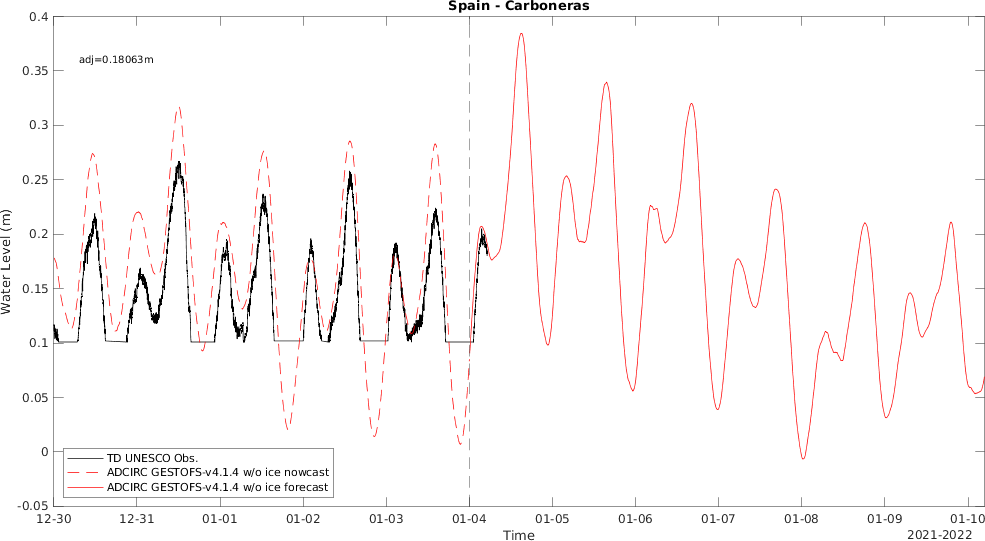 Spain - Carboneras
0.4
0.35
0.3
0.25
0.2
0.15
0.1
0.05
0
-0.05
Water Level (m)
adj=0.18063m
TD UNESCO Obs.
ADCIRC GESTOFS-v4.1.4 w/o ice nowcast
ADCIRC GESTOFS-v4.1.4 w/o ice forecast
12-30 12-31 01-01 01-02 01-03 01-04 01-05 01-06 01-07 01-08 01-09 01-10
Time
2021-2022